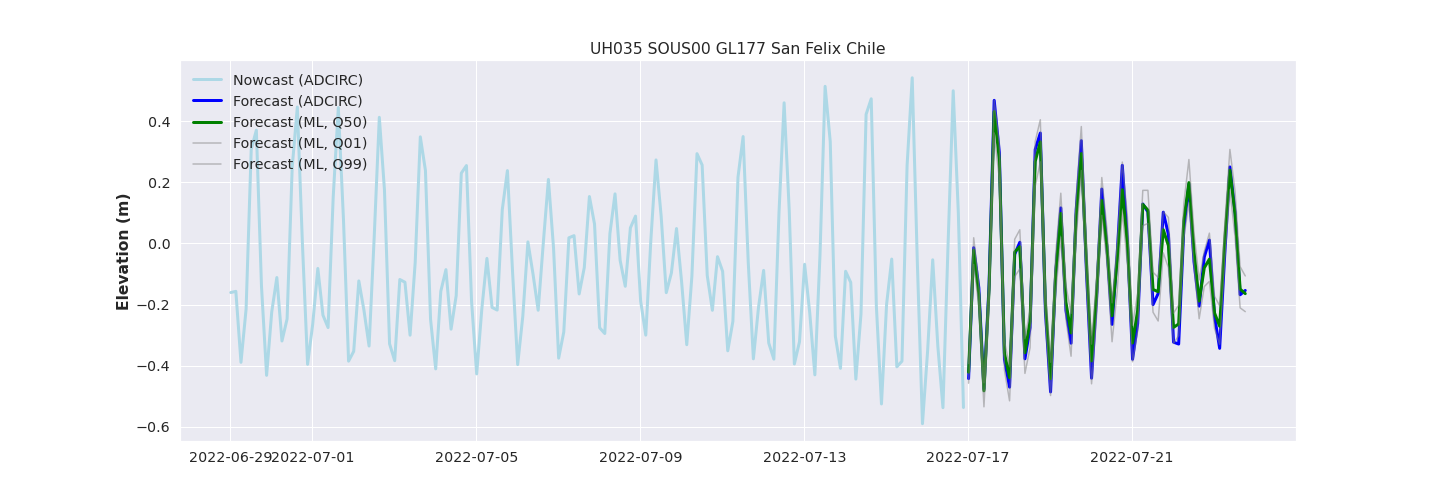 UH035 SOUS00 GL177 San Felix Chile
Nowcast (ADCIRC)
Forecast (ADCIRC)
Forecast (ML, Q50)
Forecast (ML, Q01)
Forecast (ML, Q99)
Elevation (m)
0.4
0.2
0.0
−0.2
−0.4
−0.6
2022-06-29 2022-07-01 2022-07-05 2022-07-09 2022-07-13 2022-07-17 2022-07-21